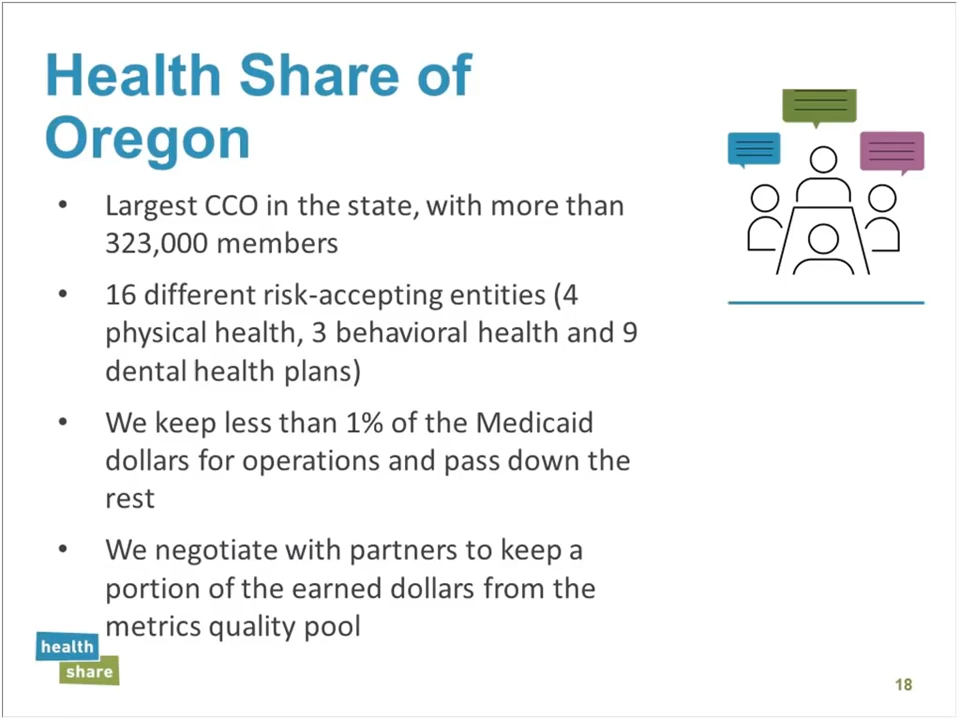 Health Share of
Oregon
• Largest CCO in the state, with more than
323,000 members
• 16 different risk-accepting entities (4
physical health, 3 behavioral health and 9
dental health plans)
• We keep less than 1% of the Medicaid
dollars for operations and pass down the
rest
• We negotiate with partners to keep a
portion of the earned dollars from the
metrics quality pool
health
share
18